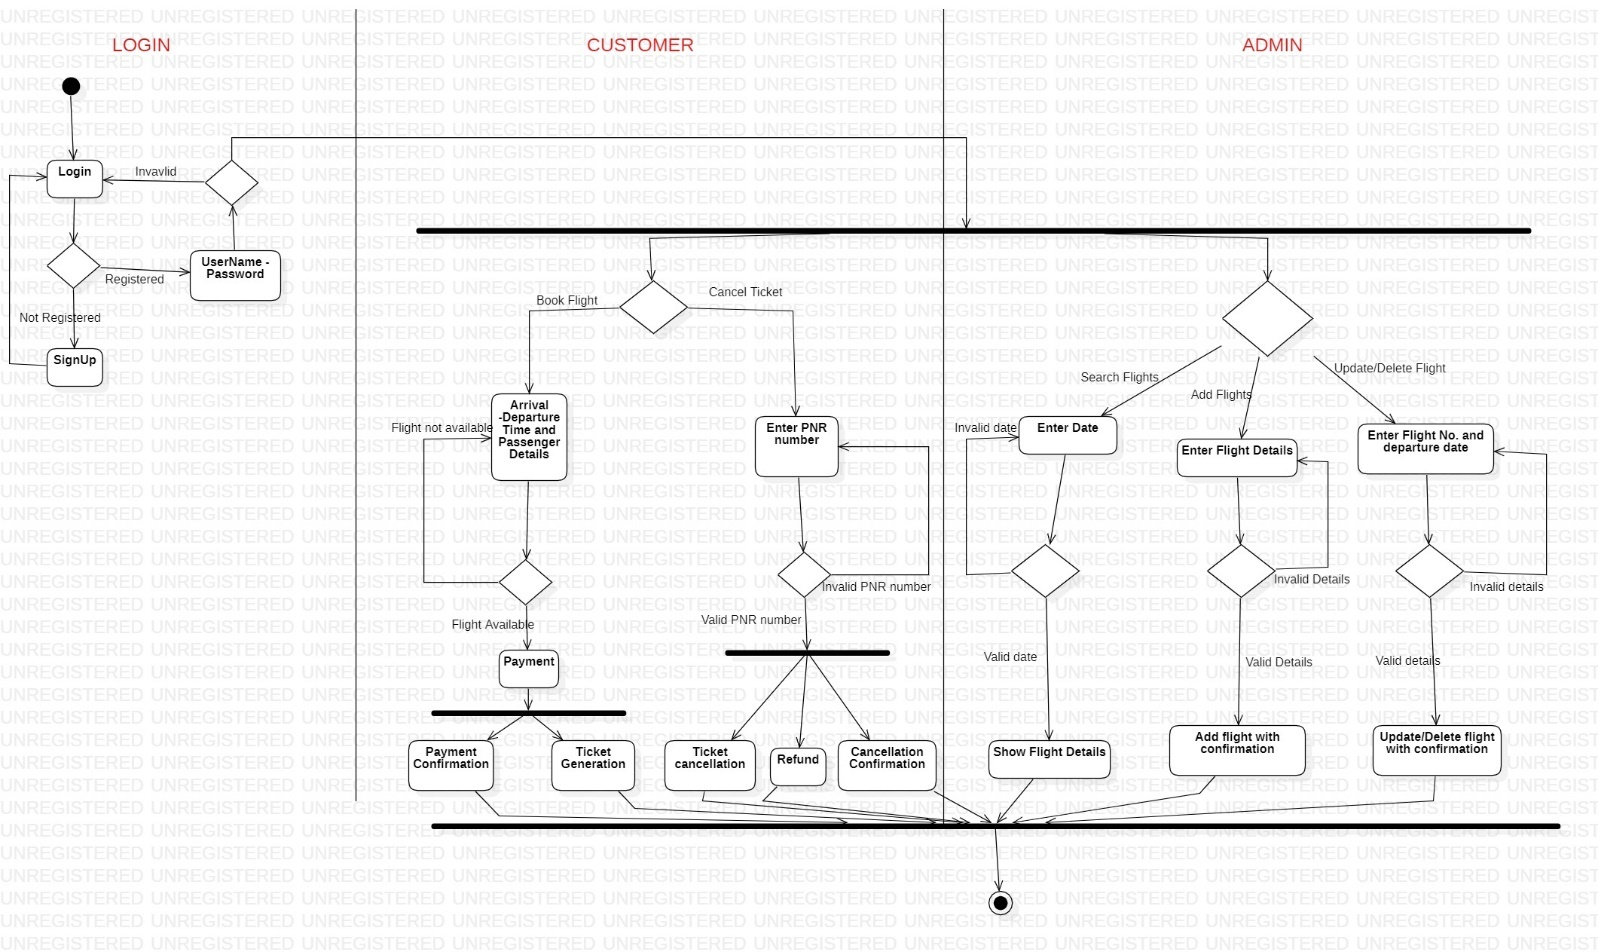 LOGIN
CUSTOMER
ADMIN
Login
Invavlid
UserName -
Password
Registered
Not Registered
SignUp
Book Flight
Cancel Ticket
Arrival
-Departure
Time and
Passenger
Details
Flight not available
Enter PNR
number
Invalid PNR number
Valid PNR number
Flight Available
Payment
Payment
Confirmation
Ticket
Generation
Ticket
cancellation
Refund
Cancellation
Confirmation
Search Flights
Add Flights
Update/Delete Flight
Invalid date
Enter Date
Enter Flight Details
Enter Flight No. and
departure date
Invalid Details
Invalid details
Valid date
Valid Details
Valid details
Show Flight Details
Add flight with
confirmation
Update/Delete flight
with confirmation
UNREGISTERED